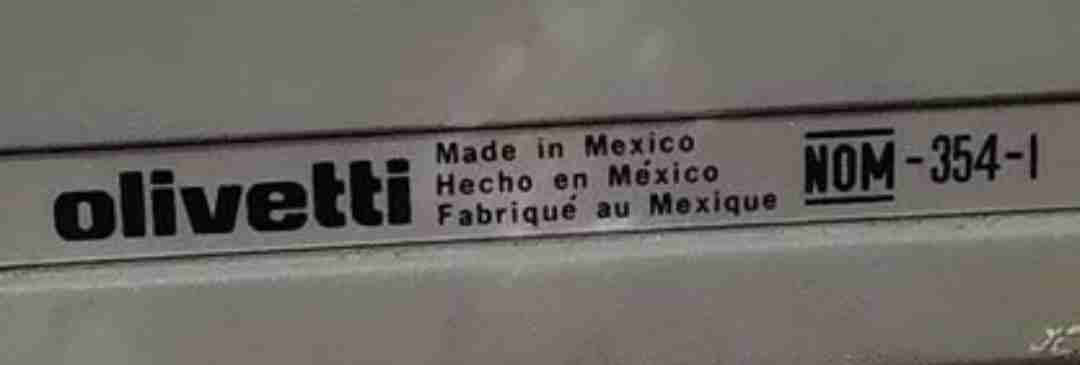 olivetti
Made in Mexico
Hecho en México
Fabriqué au Mexique
NOM-354-I